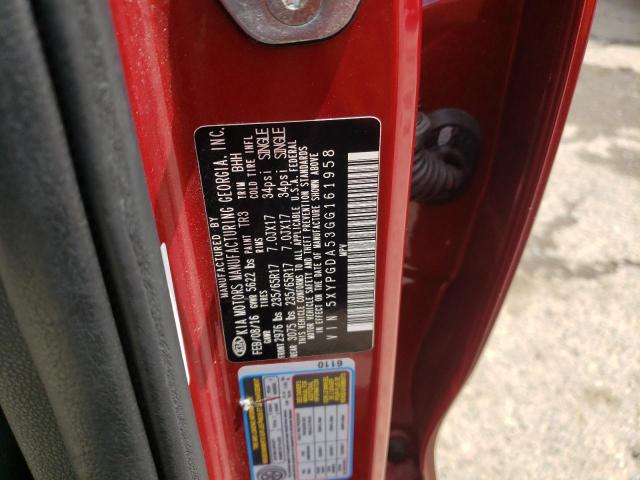 MANUFACTURED BY
KIA KIA MOTORS MANUFACTURING GEORGIA, INC.
FEB/08/16 GVWR 5622 lbs PAINT TR3 TRIM BHH
GAWR TIRES RIMS COLD TIRE INFL
FRONT 2976 lbs 235/65R17 7.0JX17 34psi SINGLE
REAR 3075 lbs 235/65R17 7.0JX17 34psi SINGLE
THIS VEHICLE CONFORMS TO ALL APPLICABLE U.S.A. FEDERAL
MOTOR VEHICLE SAFETY AND THEFT PREVENTION STANDARDS
IN EFFECT ON THE DATE OF MANUFACTURE SHOWN ABOVE
VIN 5XYPGDA53GG161958
MPV
6110